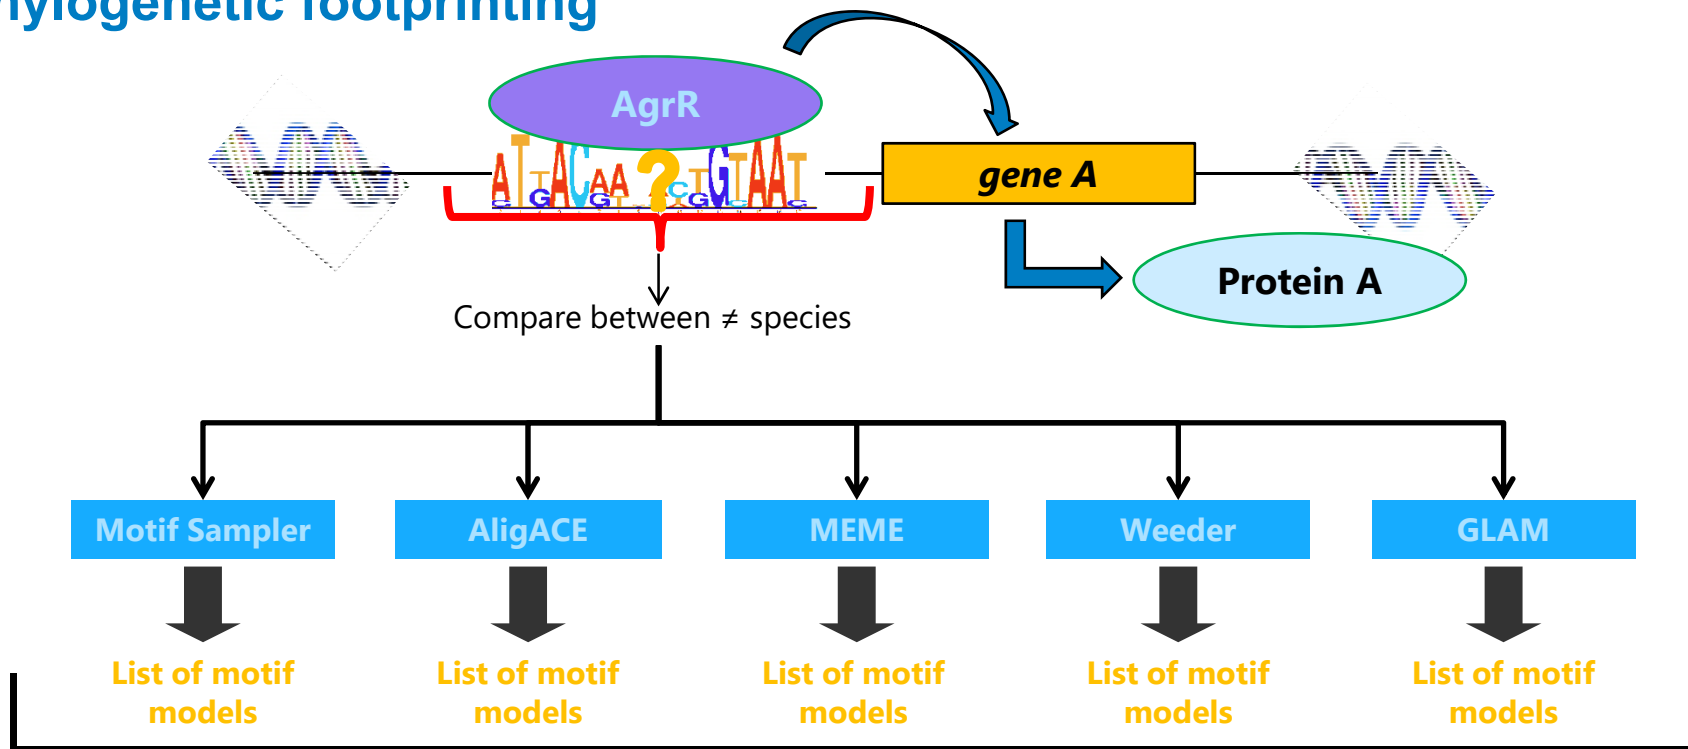 hylogenetic footprinting
AgrR
?
gene A
Protein A
Compare between ≠ species
Motif Sampler
AligACE
MEME
Weeder
GLAM
List of motif
models
List of motif
models
List of motif
models
List of motif
models
List of motif
models